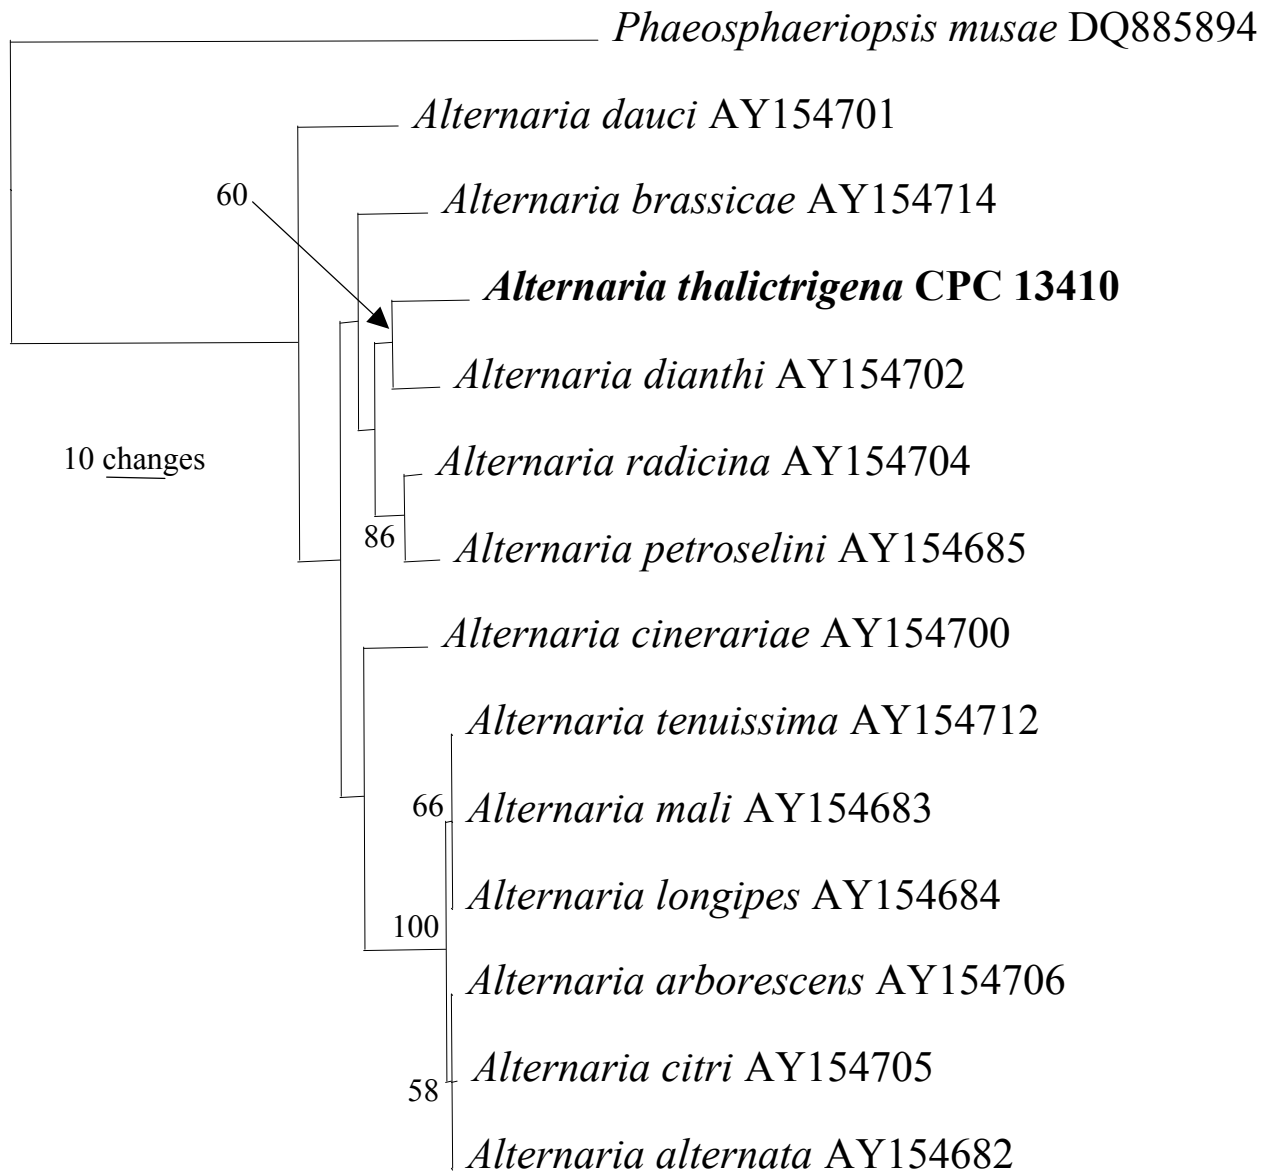 Phaeosphaeriopsis musae DQ885894
Alternaria dauci AY154701
60
Alternaria brassicae AY154714
Alternaria thalictrigena CPC 13410
Alternaria dianthi AY154702
10 changes
Alternaria radicina AY154704
86
Alternaria petroselini AY154685
Alternaria cinerariae AY154700
Alternaria tenuissima AY154712
66
Alternaria mali AY154683
Alternaria longipes AY154684
100
Alternaria arborescens AY154706
Alternaria citri AY154705
58
Alternaria alternata AY154682